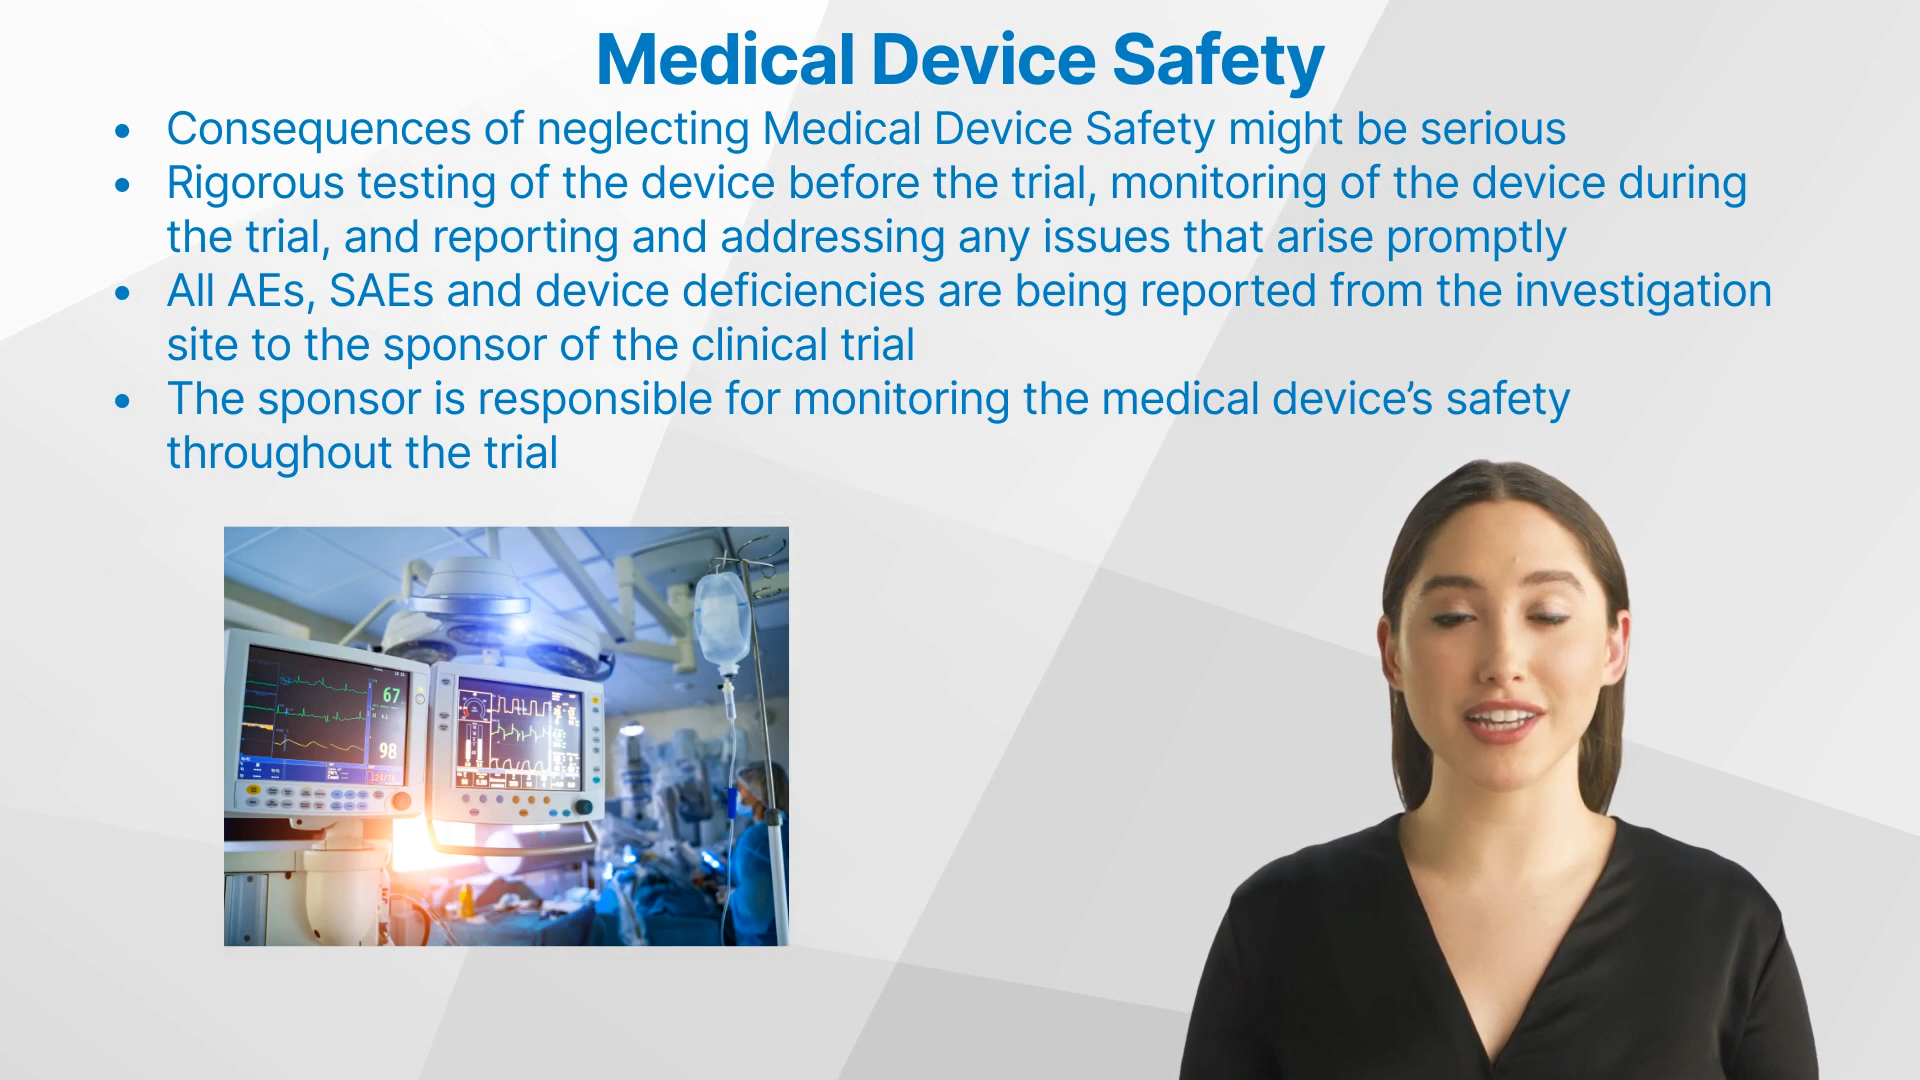 Medical Device Safety
• Consequences of neglecting Medical Device Safety might be serious
• Rigorous testing of the device before the trial, monitoring of the device during
the trial, and reporting and addressing any issues that arise promptly
• All AEs, SAEs and device deficiencies are being reported from the investigation
site to the sponsor of the clinical trial
• The sponsor is responsible for monitoring the medical device’s safety
throughout the trial
67
98